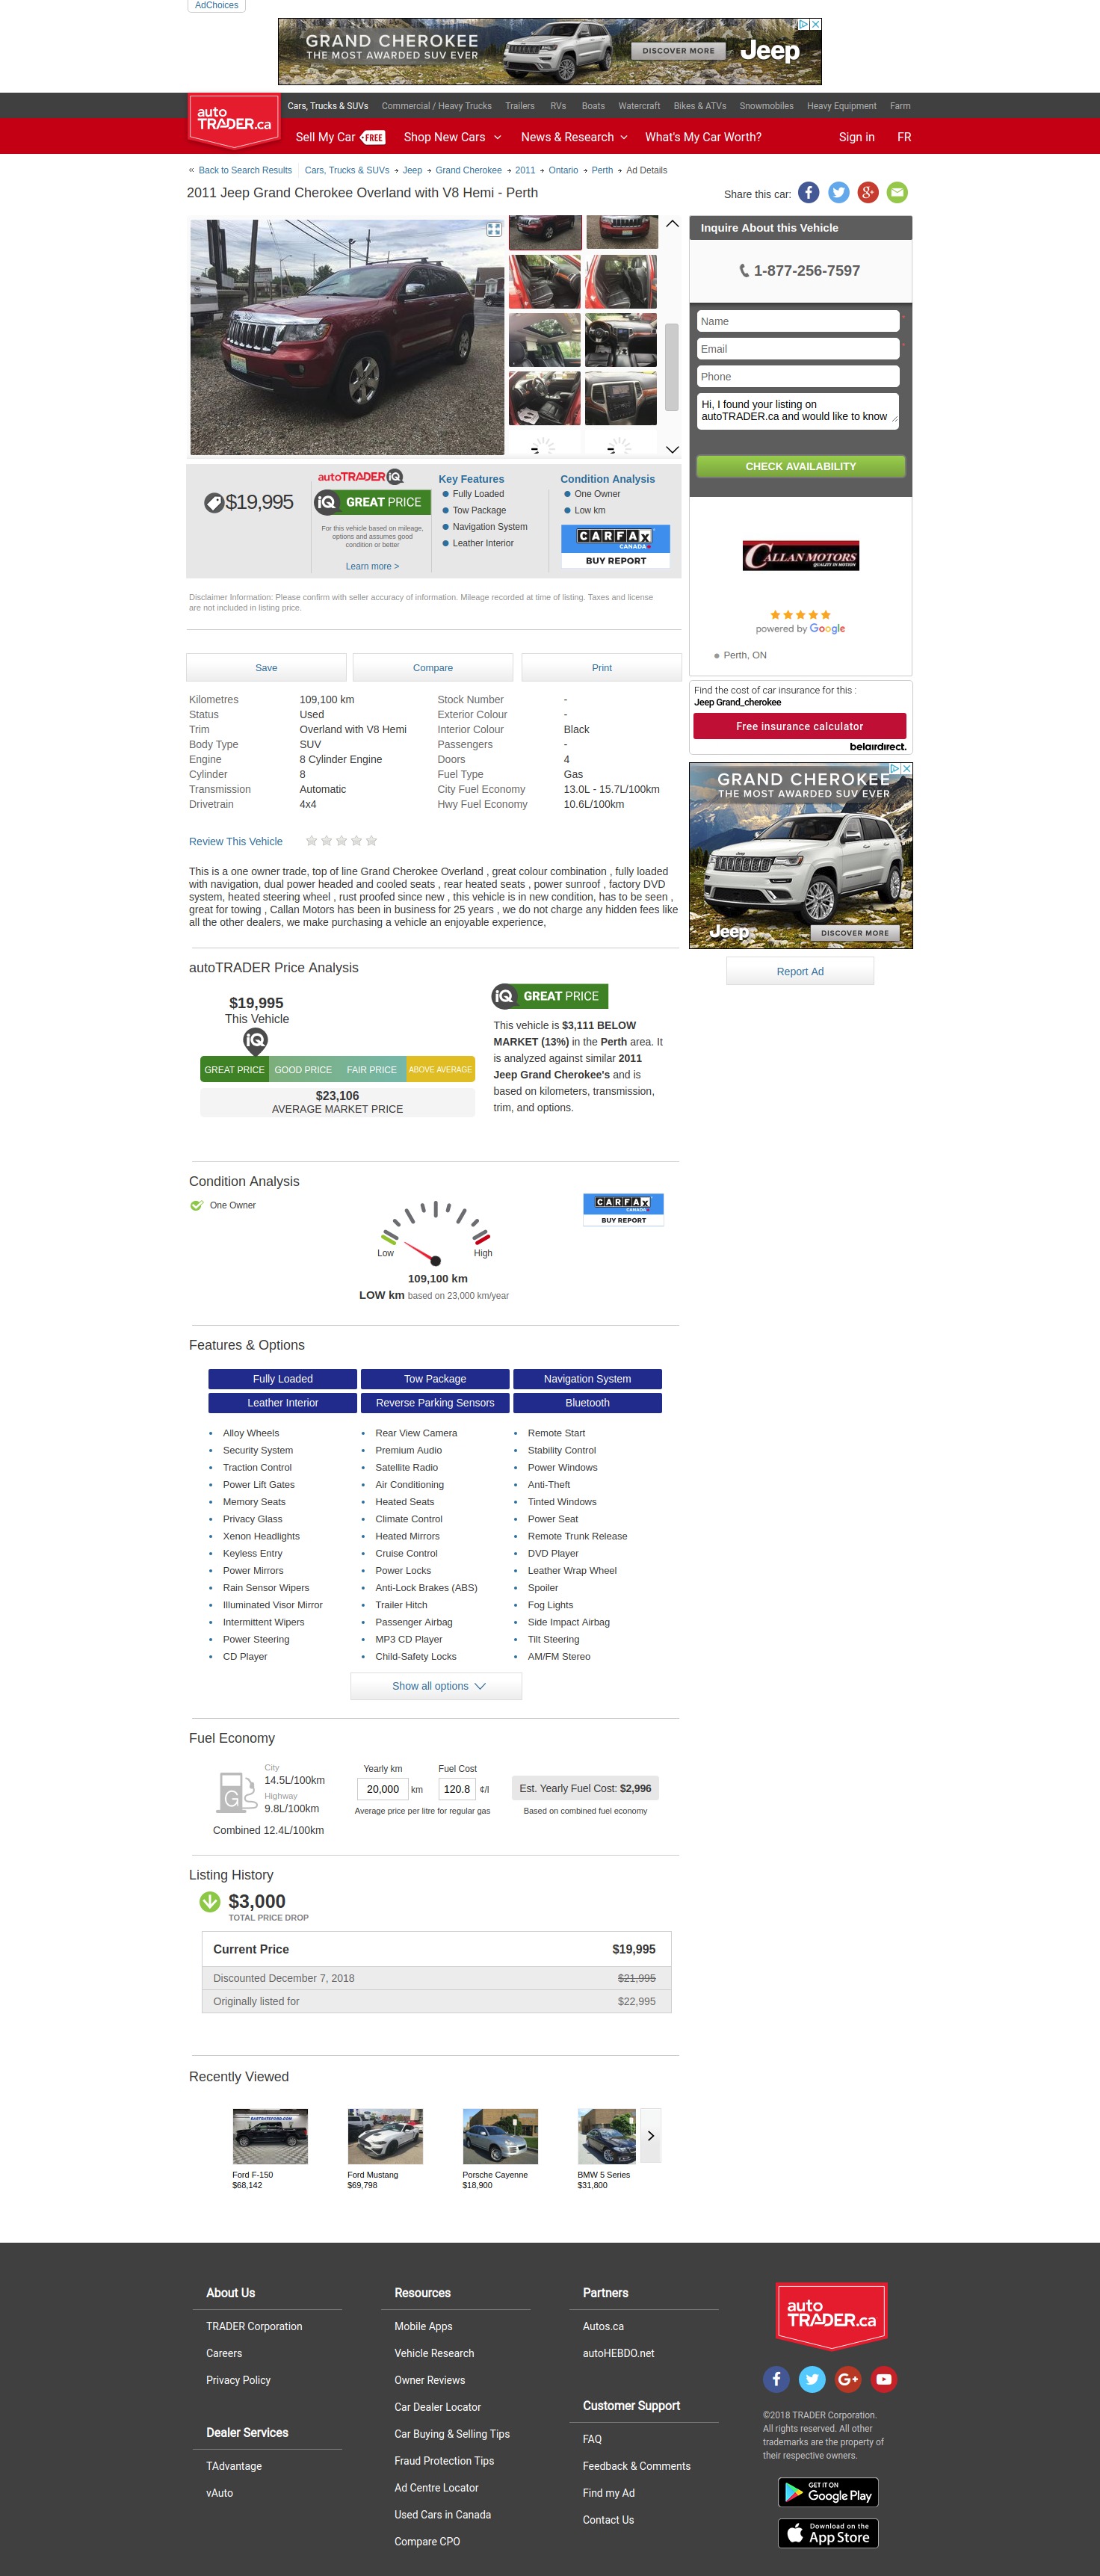 AdChoices
GRAND CHEROKEE
THE MOST AWARDED SUV EVER
DISCOVER MORE
Jeep
auto
TRADER.ca
Cars, Trucks & SUVs Commercial / Heavy Trucks Trailers RVs Boats Watercraft Bikes & ATVs Snowmobiles Heavy Equipment Farm
Sell My Car FREE Shop New Cars News & Research What's My Car Worth? Sign in FR
« Back to Search Results Cars, Trucks & SUVs Jeep Grand Cherokee 2011 Ontario Perth Ad Details
2011 Jeep Grand Cherokee Overland with V8 Hemi - Perth
Share this car:
Inquire About this Vehicle
1-877-256-7597
Name *
Email *
Phone
Hi, I found your listing on
autoTRADER.ca and would like to know
CHECK AVAILABILITY
$19,995
autoTRADER iQ
iQ GREAT PRICE
For this vehicle based on mileage,
options and assumes good
condition or better
Learn more >
Key Features
Fully Loaded
Tow Package
Navigation System
Leather Interior
Condition Analysis
One Owner
Low km
CARFAX
CANADA
BUY REPORT
CALLAN MOTORS
QUALITY IN MOTION
powered by Google
Perth, ON
Disclaimer Information: Please confirm with seller accuracy of information. Mileage recorded at time of listing. Taxes and license
are not included in listing price.
Save
Compare
Print
Find the cost of car insurance for this :
Jeep Grand_cherokee
Free insurance calculator
belairdirect.
Kilometres 109,100 km Stock Number -
Status Used Exterior Colour -
Trim Overland with V8 Hemi Interior Colour Black
Body Type SUV Passengers -
Engine 8 Cylinder Engine Doors 4
Cylinder 8 Fuel Type Gas
Transmission Automatic City Fuel Economy 13.0L - 15.7L/100km
Drivetrain 4x4 Hwy Fuel Economy 10.6L/100km
Review This Vehicle
GRAND CHEROKEE
THE MOST AWARDED SUV EVER
Jeep
DISCOVER MORE
Report Ad
This is a one owner trade, top of line Grand Cherokee Overland , great colour combination , fully loaded
with navigation, dual power headed and cooled seats , rear heated seats , power sunroof , factory DVD
system, heated steering wheel , rust proofed since new , this vehicle is in new condition, has to be seen ,
great for towing , Callan Motors has been in business for 25 years , we do not charge any hidden fees like
all the other dealers, we make purchasing a vehicle an enjoyable experience,
autoTRADER Price Analysis
$19,995
This Vehicle
iQ
GREAT PRICE GOOD PRICE FAIR PRICE ABOVE AVERAGE
$23,106
AVERAGE MARKET PRICE
iQ GREAT PRICE
This vehicle is $3,111 BELOW
MARKET (13%) in the Perth area. It
is analyzed against similar 2011
Jeep Grand Cherokee's and is
based on kilometers, transmission,
trim, and options.
Condition Analysis
One Owner
Low High
109,100 km
LOW km based on 23,000 km/year
CARFAX
CANADA
BUY REPORT
Features & Options
Fully Loaded Tow Package Navigation System
Leather Interior Reverse Parking Sensors Bluetooth
Alloy Wheels Rear View Camera Remote Start
Security System Premium Audio Stability Control
Traction Control Satellite Radio Power Windows
Power Lift Gates Air Conditioning Anti-Theft
Memory Seats Heated Seats Tinted Windows
Privacy Glass Climate Control Power Seat
Xenon Headlights Heated Mirrors Remote Trunk Release
Keyless Entry Cruise Control DVD Player
Power Mirrors Power Locks Leather Wrap Wheel
Rain Sensor Wipers Anti-Lock Brakes (ABS) Spoiler
Illuminated Visor Mirror Trailer Hitch Fog Lights
Intermittent Wipers Passenger Airbag Side Impact Airbag
Power Steering MP3 CD Player Tilt Steering
CD Player Child-Safety Locks AM/FM Stereo
Show all options
Fuel Economy
City
14.5L/100km
Highway
9.8L/100km
Combined 12.4L/100km
Yearly km Fuel Cost
20,000 km 120.8 ¢/l
Average price per litre for regular gas
Est. Yearly Fuel Cost: $2,996
Based on combined fuel economy
Listing History
$3,000
TOTAL PRICE DROP
Current Price $19,995
Discounted December 7, 2018 $21,995
Originally listed for $22,995
Recently Viewed
Ford F-150
$68,142
Ford Mustang
$69,798
Porsche Cayenne
$18,900
BMW 5 Series
$31,800
About Us
TRADER Corporation
Careers
Privacy Policy
Dealer Services
TAdvantage
vAuto
Resources
Mobile Apps
Vehicle Research
Owner Reviews
Car Dealer Locator
Car Buying & Selling Tips
Fraud Protection Tips
Ad Centre Locator
Used Cars in Canada
Compare CPO
Partners
Autos.ca
autoHEBDO.net
Customer Support
FAQ
Feedback & Comments
Find my Ad
Contact Us
auto
TRADER.ca
©2018 TRADER Corporation.
All rights reserved. All other
trademarks are the property of
their respective owners.
GET IT ON
Google Play
Download on the
App Store